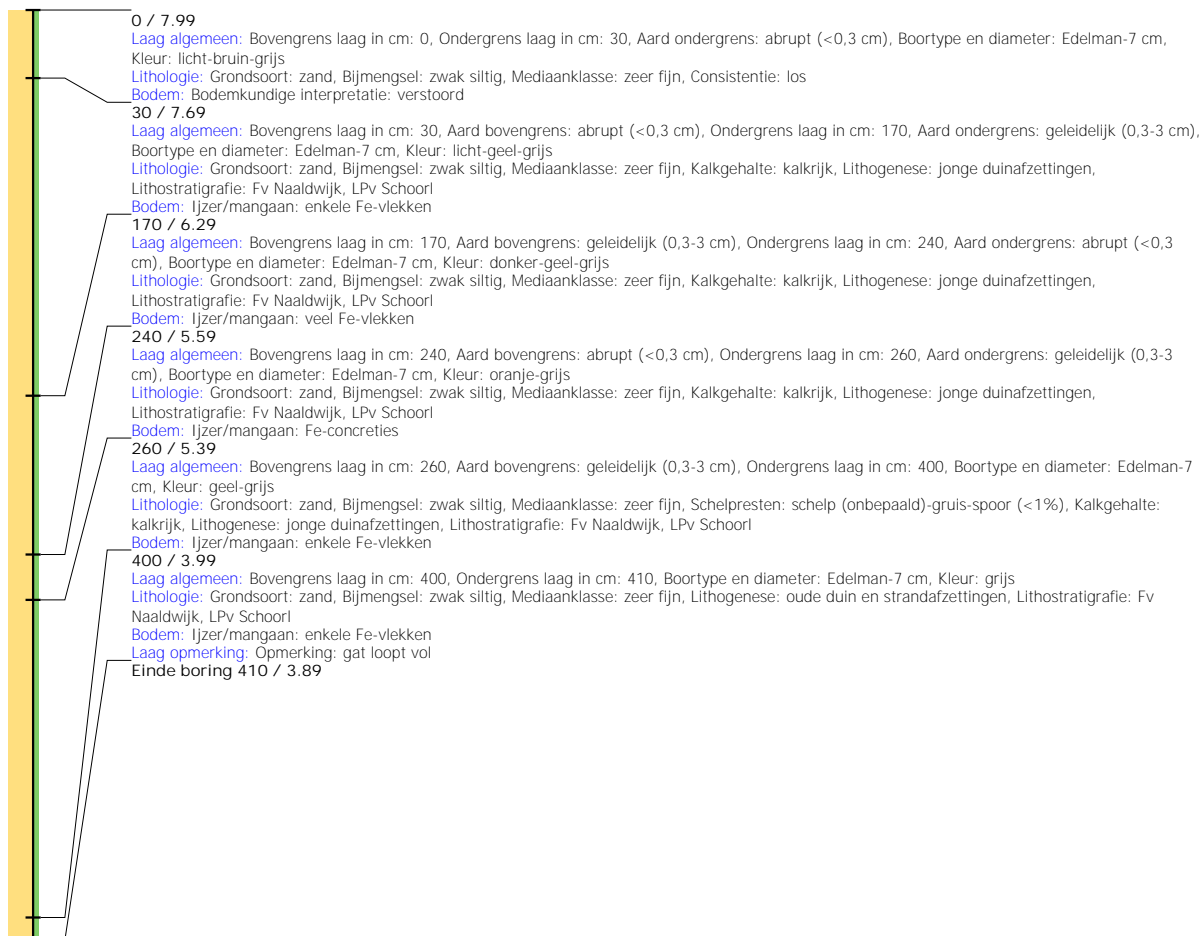 0 / 7.99
Laag algemeen: Bovengrens laag in cm: 0, Ondergrens laag in cm: 30, Aard ondergrens: abrupt (<0,3 cm), Boortype en diameter: Edelman-7 cm,
Kleur: licht-bruin-grijs
Lithologie: Grondsoort: zand, Bijmengsel: zwak siltig, Mediaanklasse: zeer fijn, Consistentie: los
Bodem: Bodemkundige interpretatie: verstoord
30 / 7.69
Laag algemeen: Bovengrens laag in cm: 30, Aard bovengrens: abrupt (<0,3 cm), Ondergrens laag in cm: 170, Aard ondergrens: geleidelijk (0,3-3 cm),
Boortype en diameter: Edelman-7 cm, Kleur: licht-geel-grijs
Lithologie: Grondsoort: zand, Bijmengsel: zwak siltig, Mediaanklasse: zeer fijn, Kalkgehalte: kalkrijk, Lithogenese: jonge duinafzettingen,
Lithostratigrafie: Fv Naaldwijk, LPv Schoorl
Bodem: Ijzer/mangaan: enkele Fe-vlekken
170 / 6.29
Laag algemeen: Bovengrens laag in cm: 170, Aard bovengrens: geleidelijk (0,3-3 cm), Ondergrens laag in cm: 240, Aard ondergrens: abrupt (<0,3
cm), Boortype en diameter: Edelman-7 cm, Kleur: donker-geel-grijs
Lithologie: Grondsoort: zand, Bijmengsel: zwak siltig, Mediaanklasse: zeer fijn, Kalkgehalte: kalkrijk, Lithogenese: jonge duinafzettingen,
Lithostratigrafie: Fv Naaldwijk, LPv Schoorl
Bodem: Ijzer/mangaan: veel Fe-vlekken
240 / 5.59
Laag algemeen: Bovengrens laag in cm: 240, Aard bovengrens: abrupt (<0,3 cm), Ondergrens laag in cm: 260, Aard ondergrens: geleidelijk (0,3-3
cm), Boortype en diameter: Edelman-7 cm, Kleur: oranje-grijs
Lithologie: Grondsoort: zand, Bijmengsel: zwak siltig, Mediaanklasse: zeer fijn, Kalkgehalte: kalkrijk, Lithogenese: jonge duinafzettingen,
Lithostratigrafie: Fv Naaldwijk, LPv Schoorl
Bodem: Ijzer/mangaan: Fe-concreties
260 / 5.39
Laag algemeen: Bovengrens laag in cm: 260, Aard bovengrens: geleidelijk (0,3-3 cm), Ondergrens laag in cm: 400, Boortype en diameter: Edelman-7
cm, Kleur: geel-grijs
Lithologie: Grondsoort: zand, Bijmengsel: zwak siltig, Mediaanklasse: zeer fijn, Schelpresten: schelp (onbepaald)-gruis-spoor (<1%), Kalkgehalte:
kalkrijk, Lithogenese: jonge duinafzettingen, Lithostratigrafie: Fv Naaldwijk, LPv Schoorl
Bodem: Ijzer/mangaan: enkele Fe-vlekken
400 / 3.99
Laag algemeen: Bovengrens laag in cm: 400, Ondergrens laag in cm: 410, Boortype en diameter: Edelman-7 cm, Kleur: grijs
Lithologie: Grondsoort: zand, Bijmengsel: zwak siltig, Mediaanklasse: zeer fijn, Lithogenese: oude duin en strandafzettingen, Lithostratigrafie: Fv
Naaldwijk, LPv Schoorl
Bodem: Ijzer/mangaan: enkele Fe-vlekken
Laag opmerking: Opmerking: gat loopt vol
Einde boring 410 / 3.89